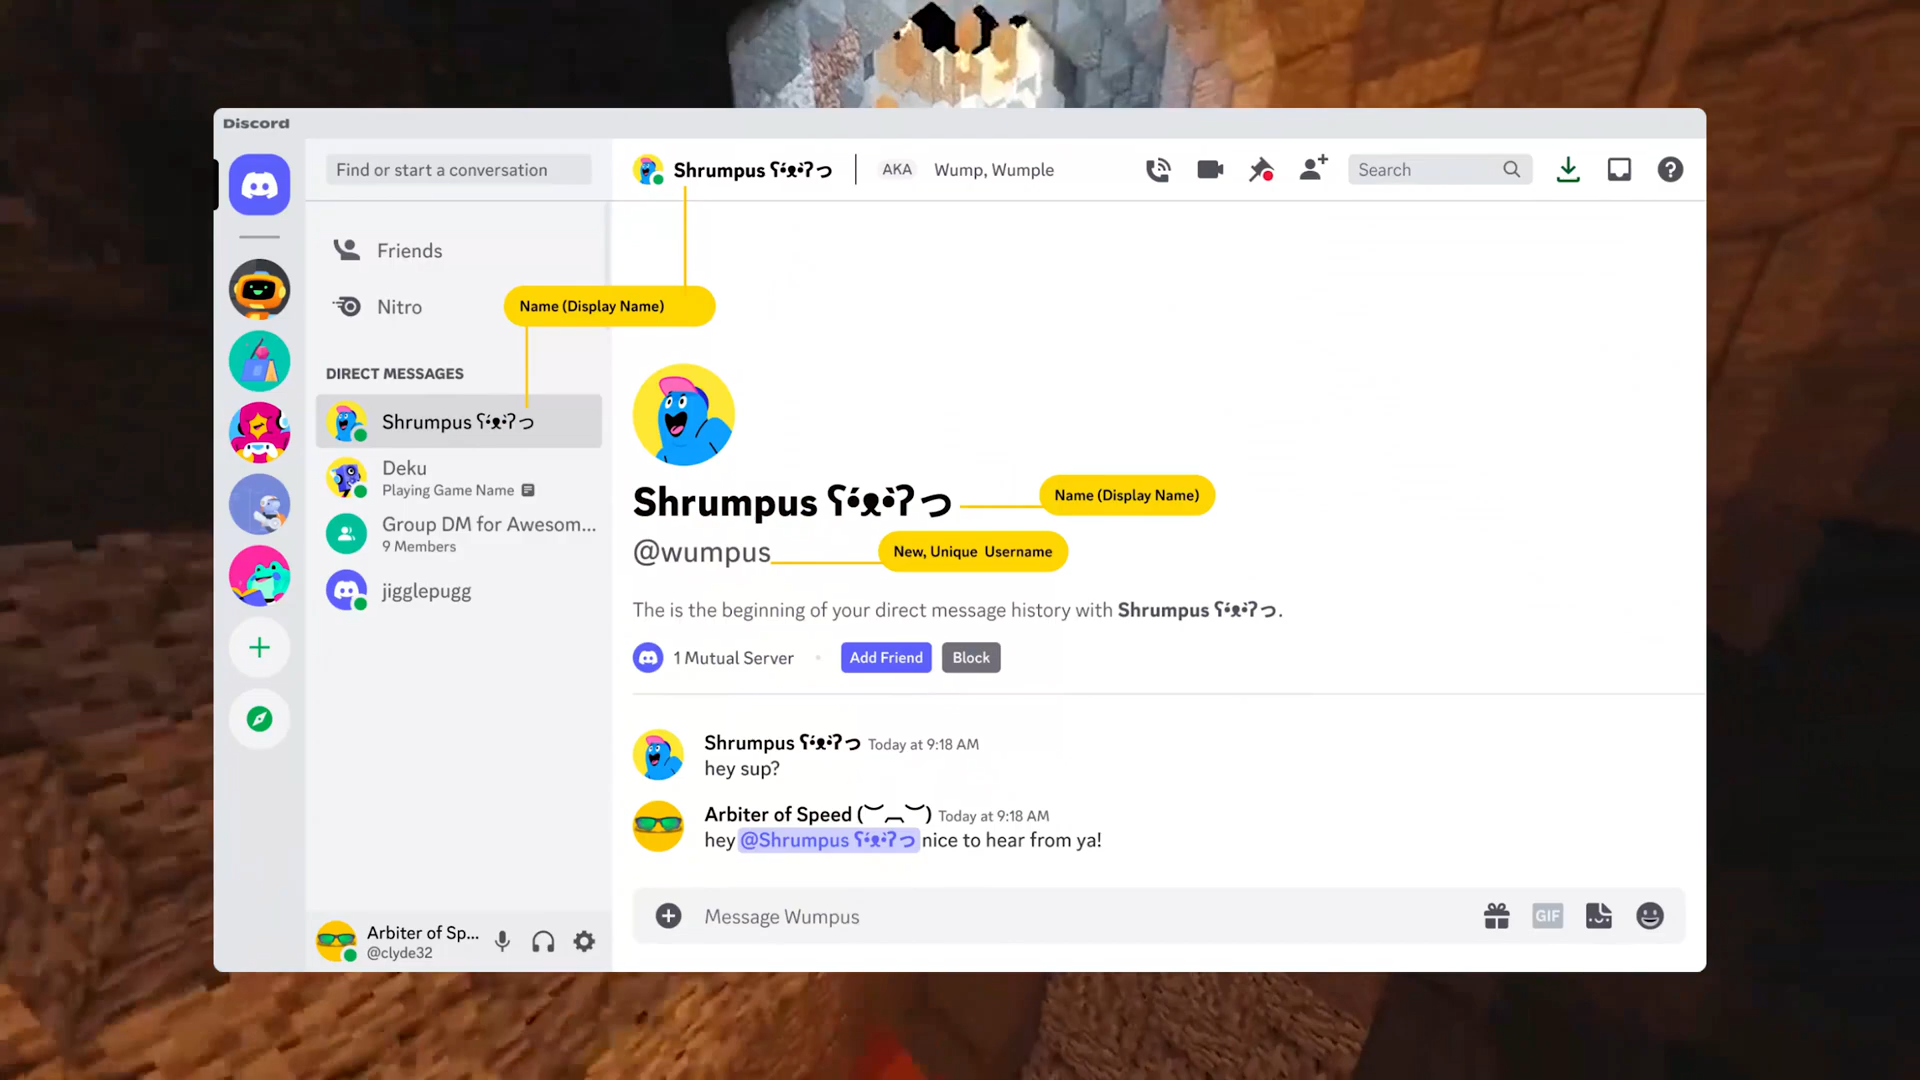 Discord
Find or start a conversation
Shrumpus ʕ•́ᴥ•̀ʔっ
AKA
Wump, Wumple
Search
Friends
Nitro
Name (Display Name)
DIRECT MESSAGES
Shrumpus ʕ•́ᴥ•̀ʔっ
Deku
Playing Game Name
Group DM for Awesom...
9 Members
jigglepugg
Shrumpus ʕ•́ᴥ•̀ʔっ
Name (Display Name)
@wumpus
New, Unique Username
The is the beginning of your direct message history with Shrumpus ʕ•́ᴥ•̀ʔっ.
1 Mutual Server
Add Friend
Block
Shrumpus ʕ•́ᴥ•̀ʔっ Today at 9:18 AM
hey sup?
Arbiter of Speed (︶︹︶) Today at 9:18 AM
hey @Shrumpus ʕ•́ᴥ•̀ʔっ nice to hear from ya!
Message Wumpus
GIF
Arbiter of Sp...
@clyde32